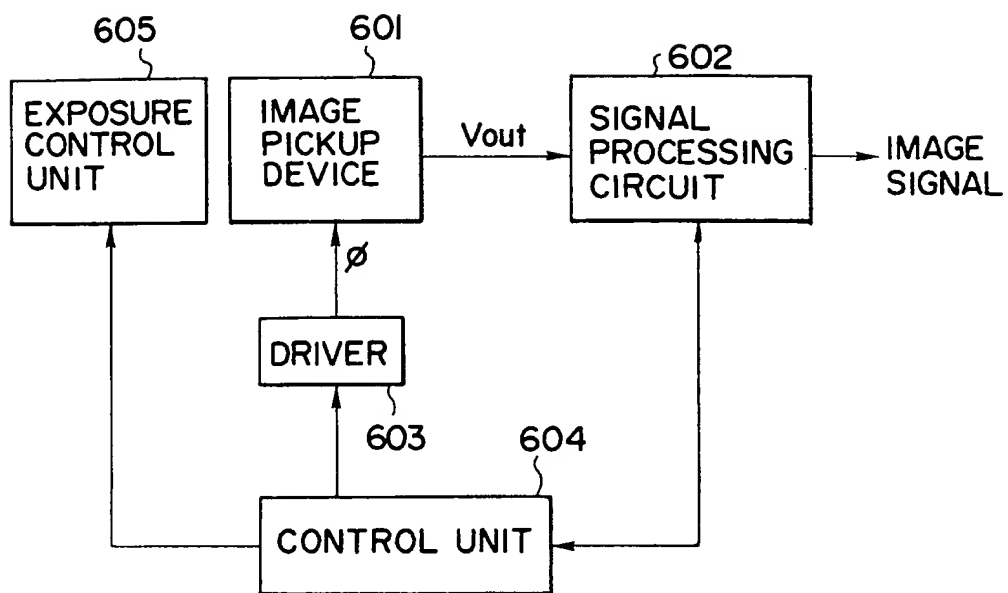 605
601
602
EXPOSURE
CONTROL
UNIT
IMAGE
PICKUP
DEVICE
Vout
SIGNAL
PROCESSING
CIRCUIT
IMAGE
SIGNAL
ø
DRIVER
603
604
CONTROL UNIT